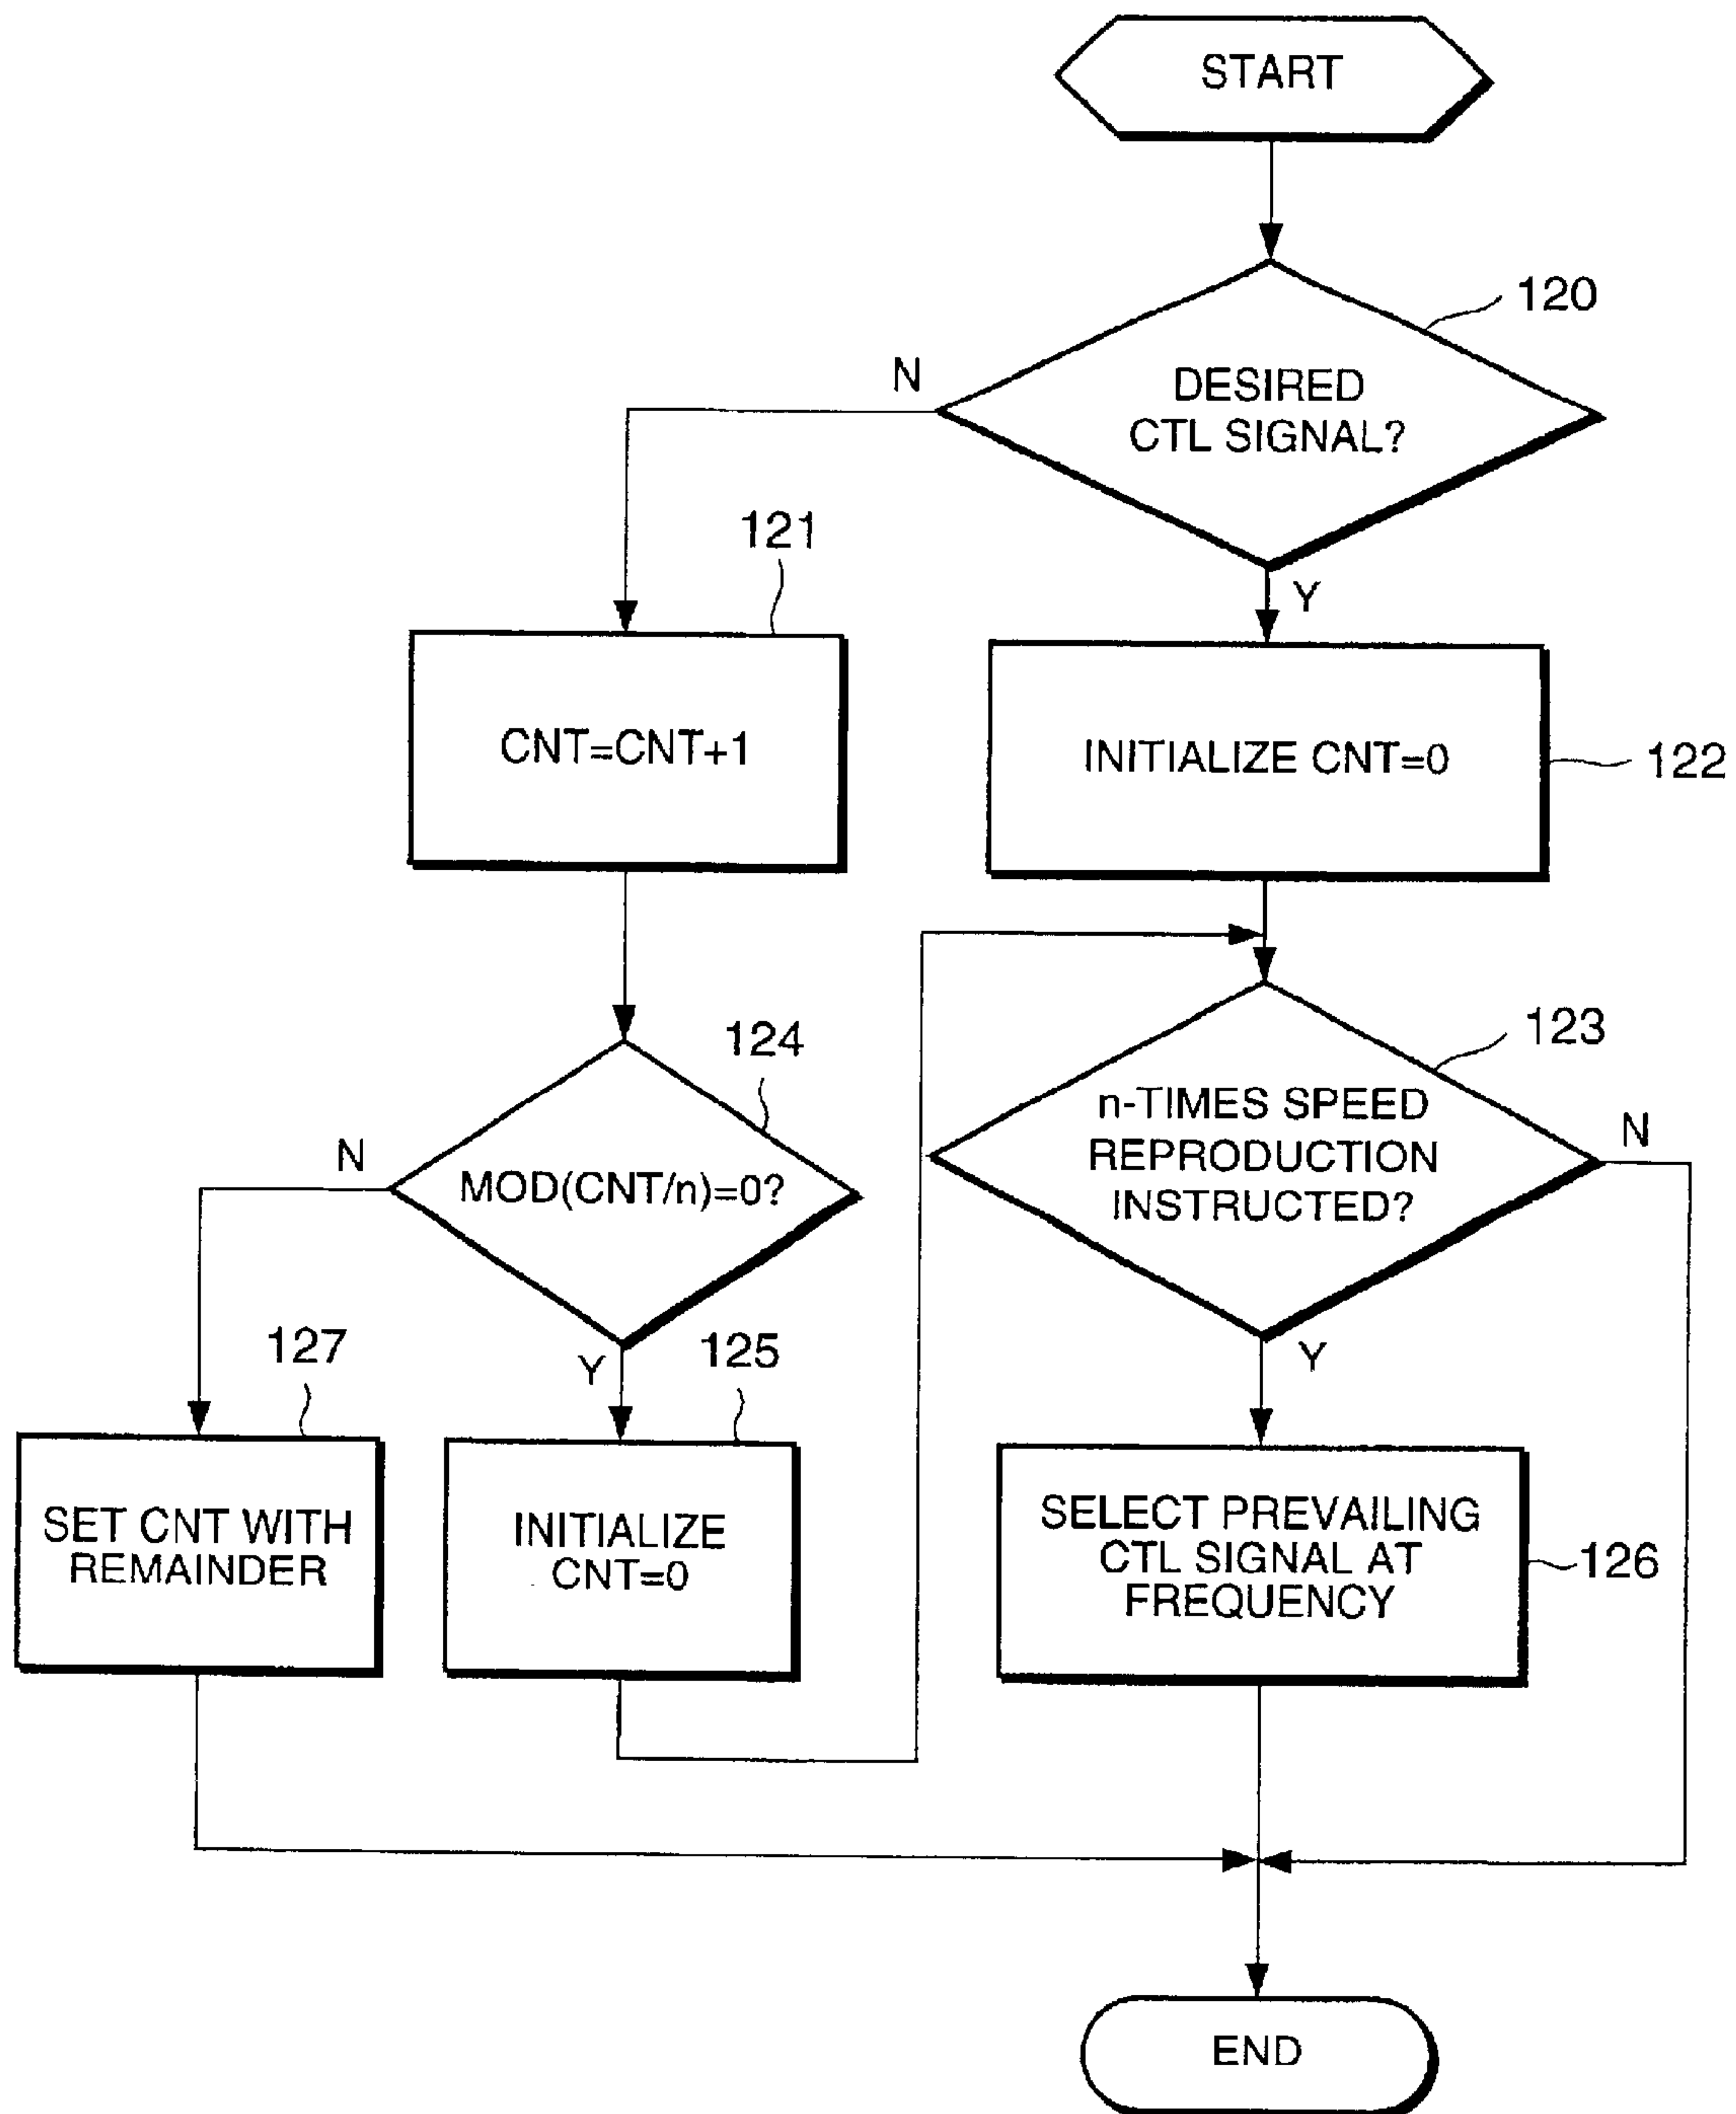 START
120
N
DESIRED
CTL SIGNAL?
Y
121
CNT=CNT+1
INITIALIZE CNT=0
122
124
N
MOD(CNT/n)=0?
Y
123
n-TIMES SPEED
REPRODUCTION
INSTRUCTED?
N
Y
127
SET CNT WITH
REMAINDER
125
INITIALIZE
CNT=0
SELECT PREVAILING
CTL SIGNAL AT
FREQUENCY
126
END